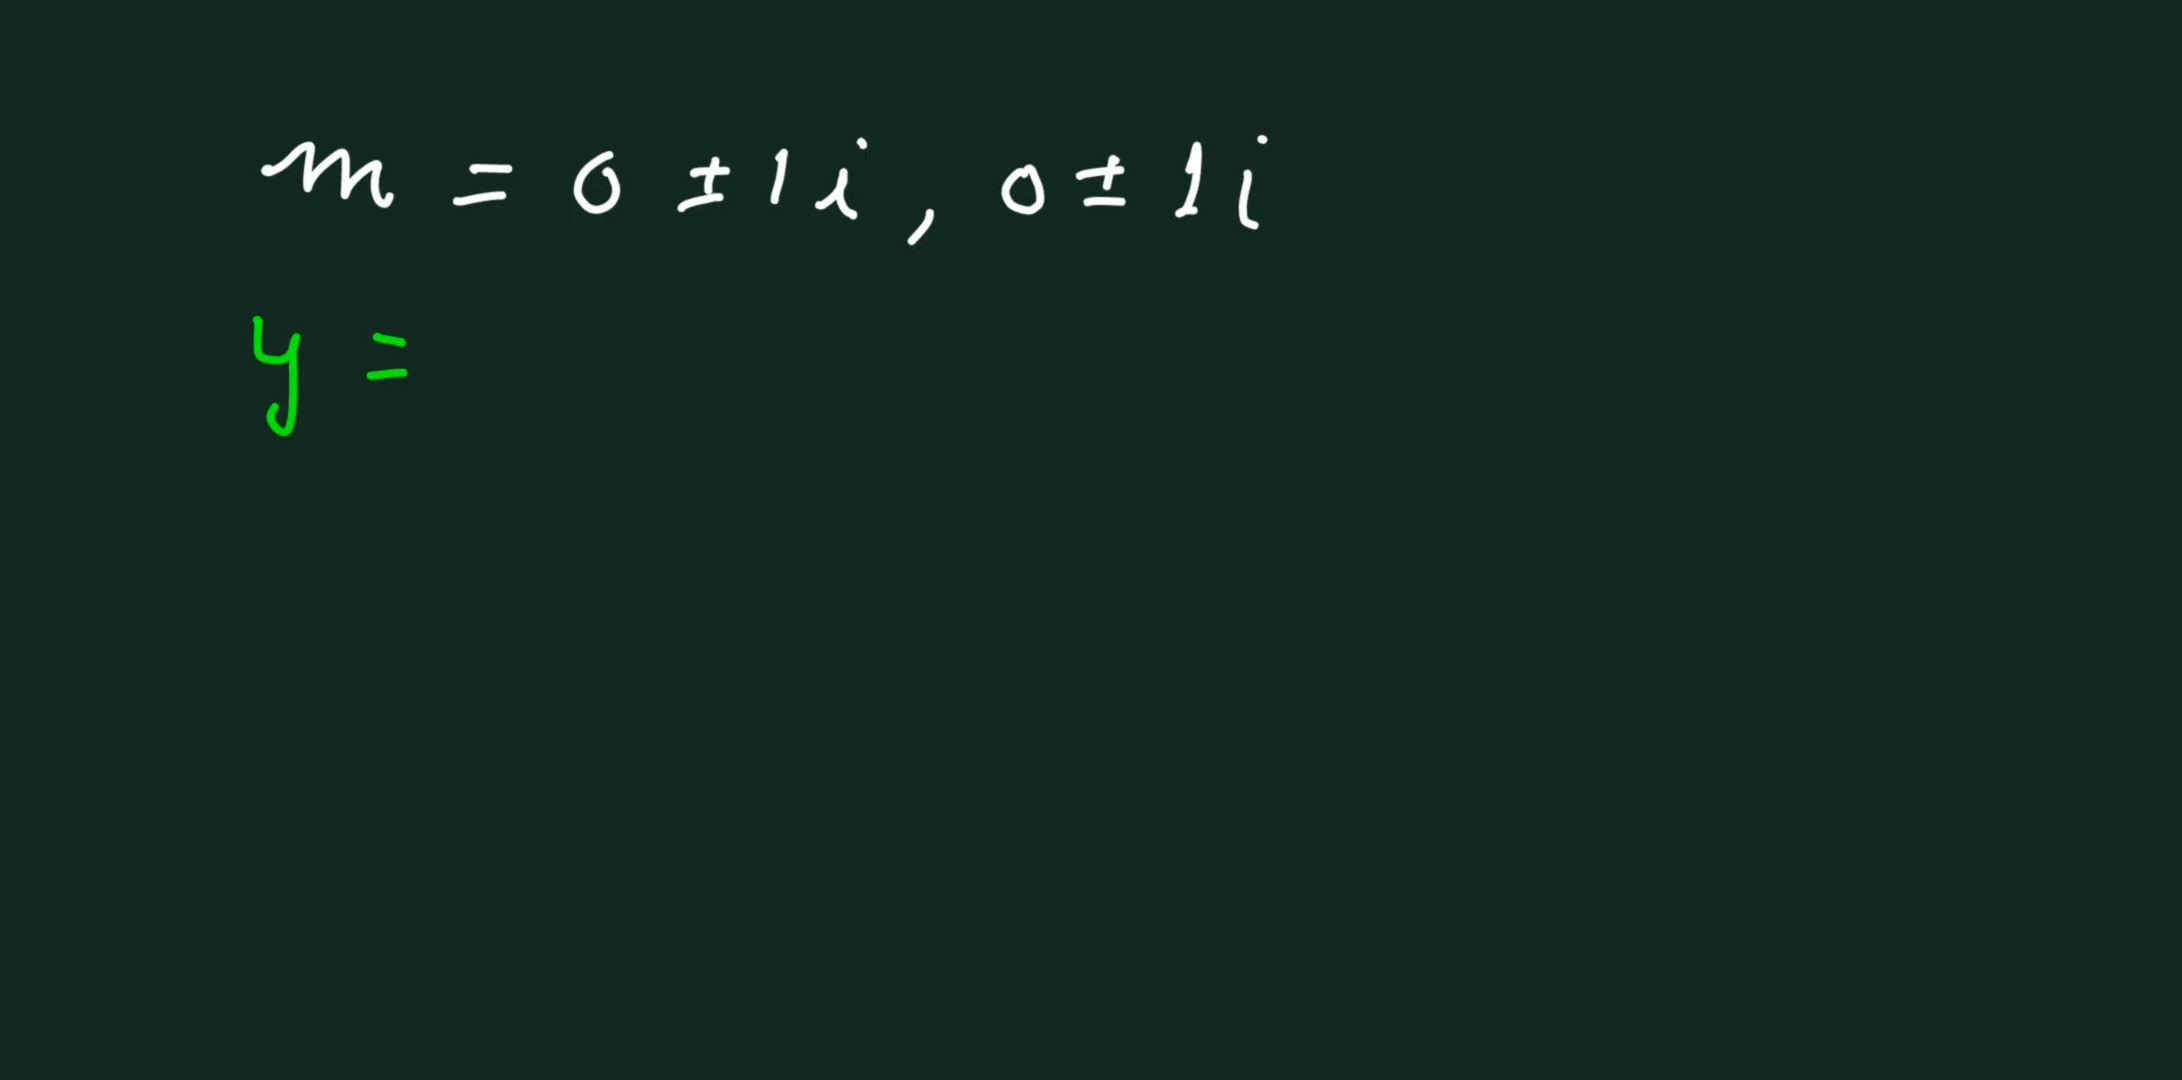 m = 0 ± 1i, 0 ± 1i
y =